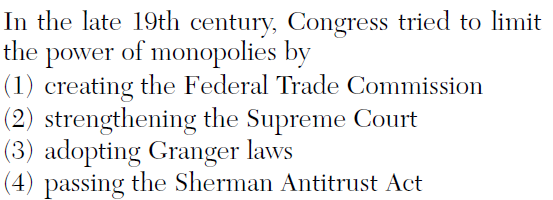 In the late 19th century, Congress tried to limit
the power of monopolies by
(1) creating the Federal Trade Commission
(2) strengthening the Supreme Court
(3) adopting Granger laws
(4) passing the Sherman Antitrust Act